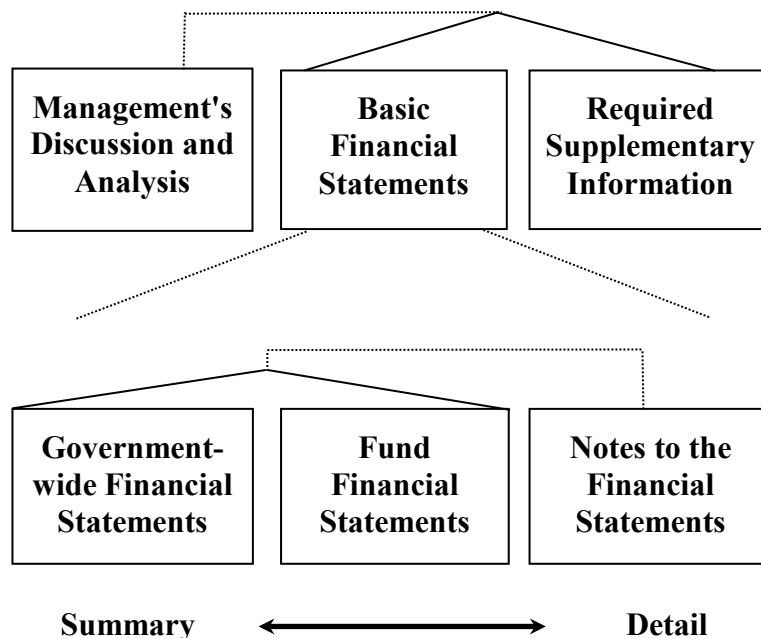 Management's
Discussion and
Analysis
Basic
Financial
Statements
Required
Supplementary
Information
Government-
wide Financial
Statements
Fund
Financial
Statements
Notes to the
Financial
Statements
Summary
Detail